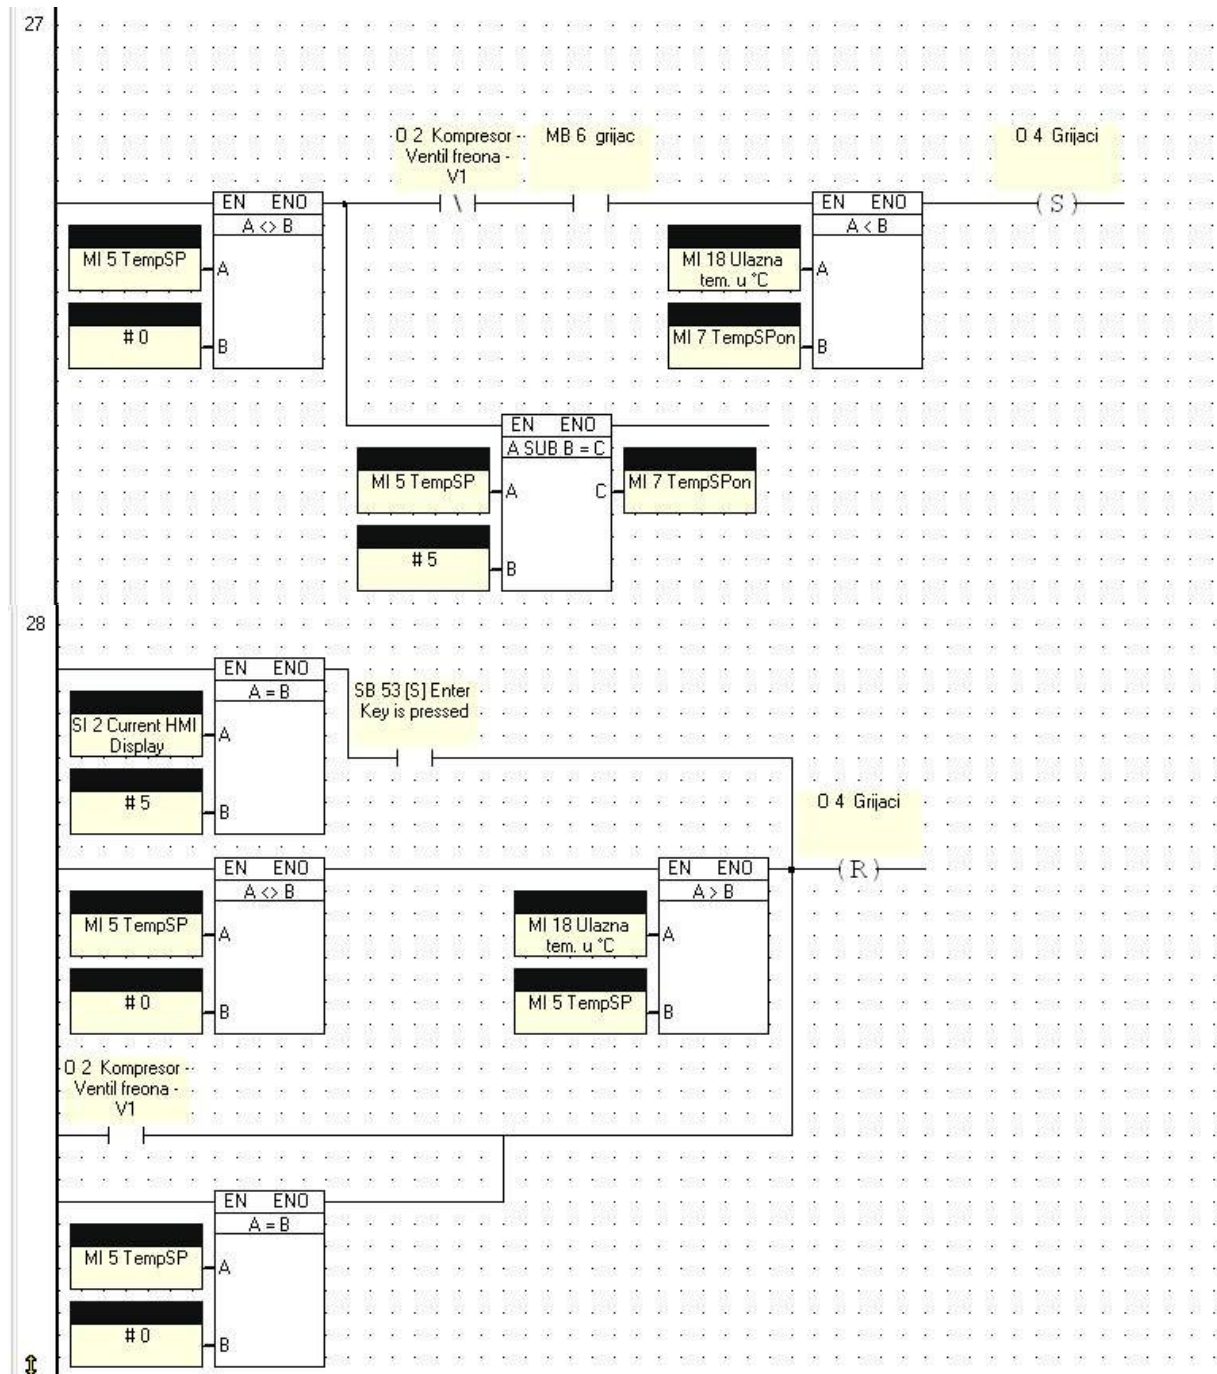 27
O 2 Kompresor --
Ventil freona -
V1
MB 6 grijac
O 4 Grijaci
EN ENO
A <> B
MI 5 TempSP
A
# 0
B
\
EN ENO
A < B
MI 18 Ulazna
tem. u °C
A
MI 7 TempSPon
B
(S)
EN ENO
A SUB B = C
MI 5 TempSP
A
C
MI 7 TempSPon
# 5
B
28
EN ENO
A = B
SI 2 Current HMI
Display
A
# 5
B
SB 53 [S] Enter
Key is pressed
O 4 Grijaci
(R)
EN ENO
A <> B
MI 5 TempSP
A
# 0
B
EN ENO
A > B
MI 18 Ulazna
tem. u °C
A
MI 5 TempSP
B
O 2 Kompresor --
Ventil freona -
V1
EN ENO
A = B
MI 5 TempSP
A
# 0
B